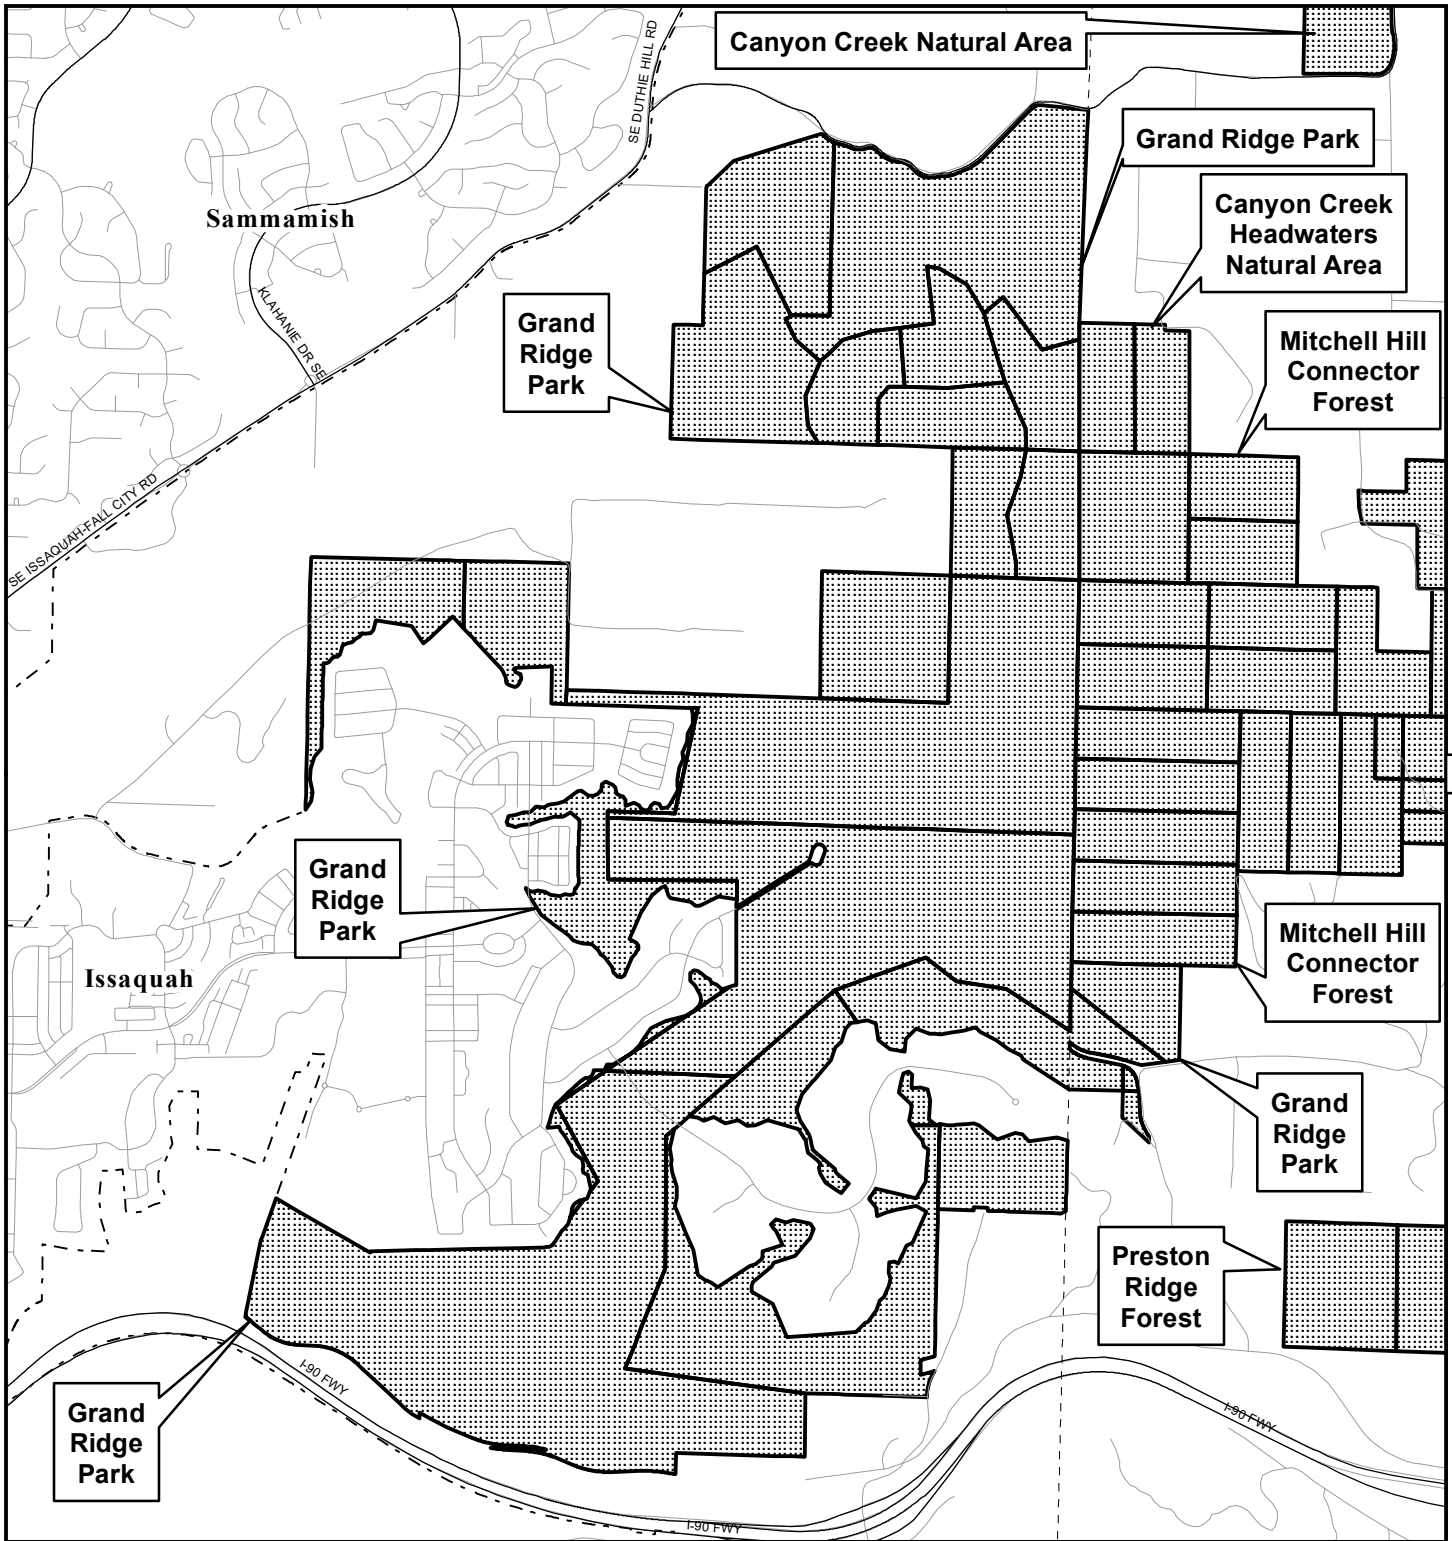 Canyon Creek Natural Area
SE DUTHIE HILL RD
Grand Ridge Park
Canyon Creek
Headwaters
Natural Area
Sammamish
KLAHANIE DR SE
Grand
Ridge
Park
Mitchell Hill
Connector
Forest
SE ISSAQUAH-FALL CITY RD
Grand
Ridge
Park
Mitchell Hill
Connector
Forest
Issaquah
Grand
Ridge
Park
Preston
Ridge
Forest
I-90 FWY
Grand
Ridge
Park
I-90 FWY
I-90 FWY